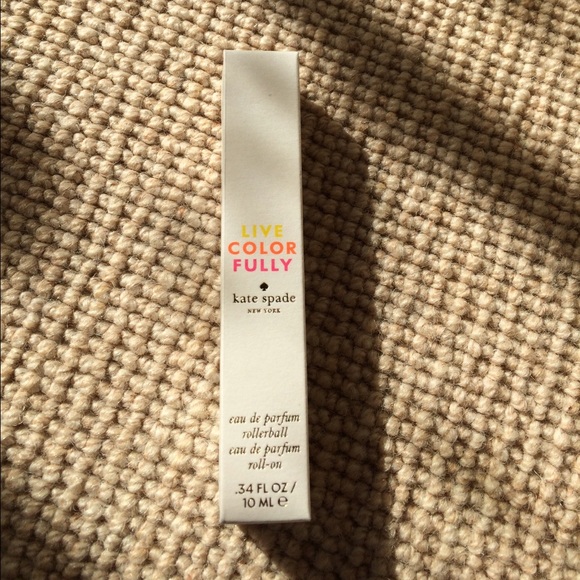 LIVE
COLOR
FULLY
kate spade
NEW YORK
eau de parfum
rollerball
eau de parfum
roll-on
.34 FL OZ /
10 ML ℮